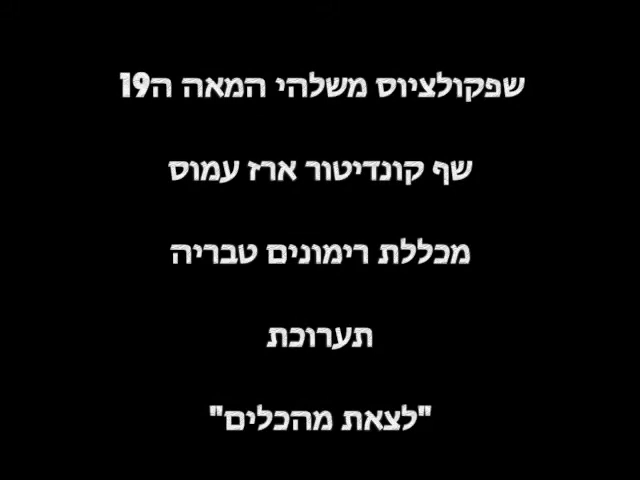 שפקולציוס משלהי המאה ה19
שף קונדיטור ארז עמוס
מכללת רימונים טבריה
תערוכת
"לצאת מהכלים"